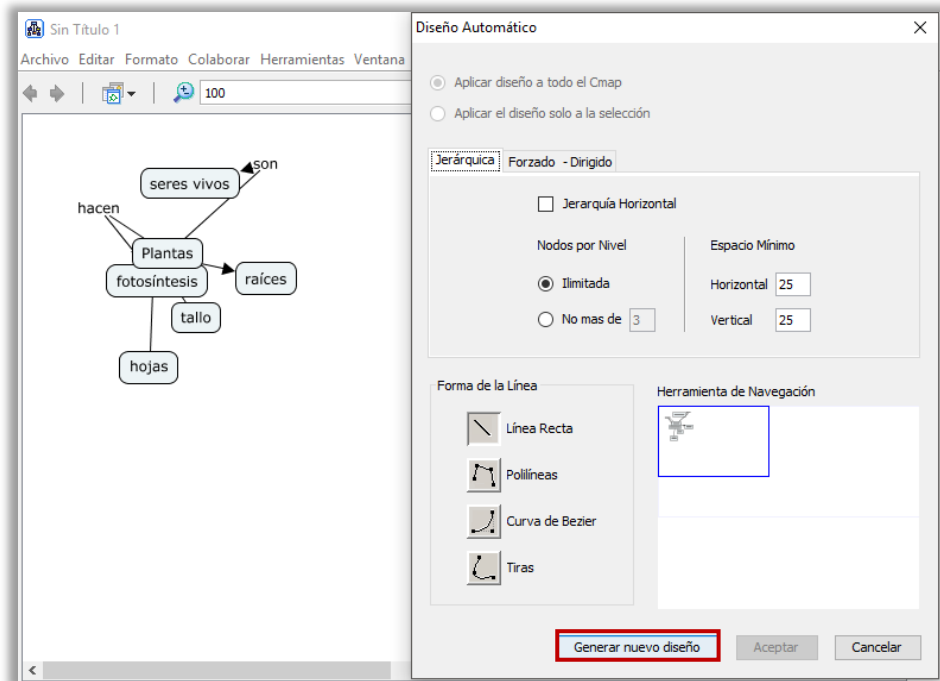 Sin Título 1
Archivo Editar Formato Colaborar Herramientas Ventana
100
son
seres vivos
hacen
Plantas
fotosíntesis
raíces
tallo
hojas
Diseño Automático
Aplicar diseño a todo el Cmap
Aplicar el diseño solo a la selección
Jerárquica Forzado - Dirigido
Jerarquía Horizontal
Nodos por Nivel
Ilimitada
No mas de 3
Espacio Mínimo
Horizontal 25
Vertical 25
Forma de la Línea
Línea Recta
Polilíneas
Curva de Bezier
Tiras
Herramienta de Navegación
Generar nuevo diseño Aceptar Cancelar